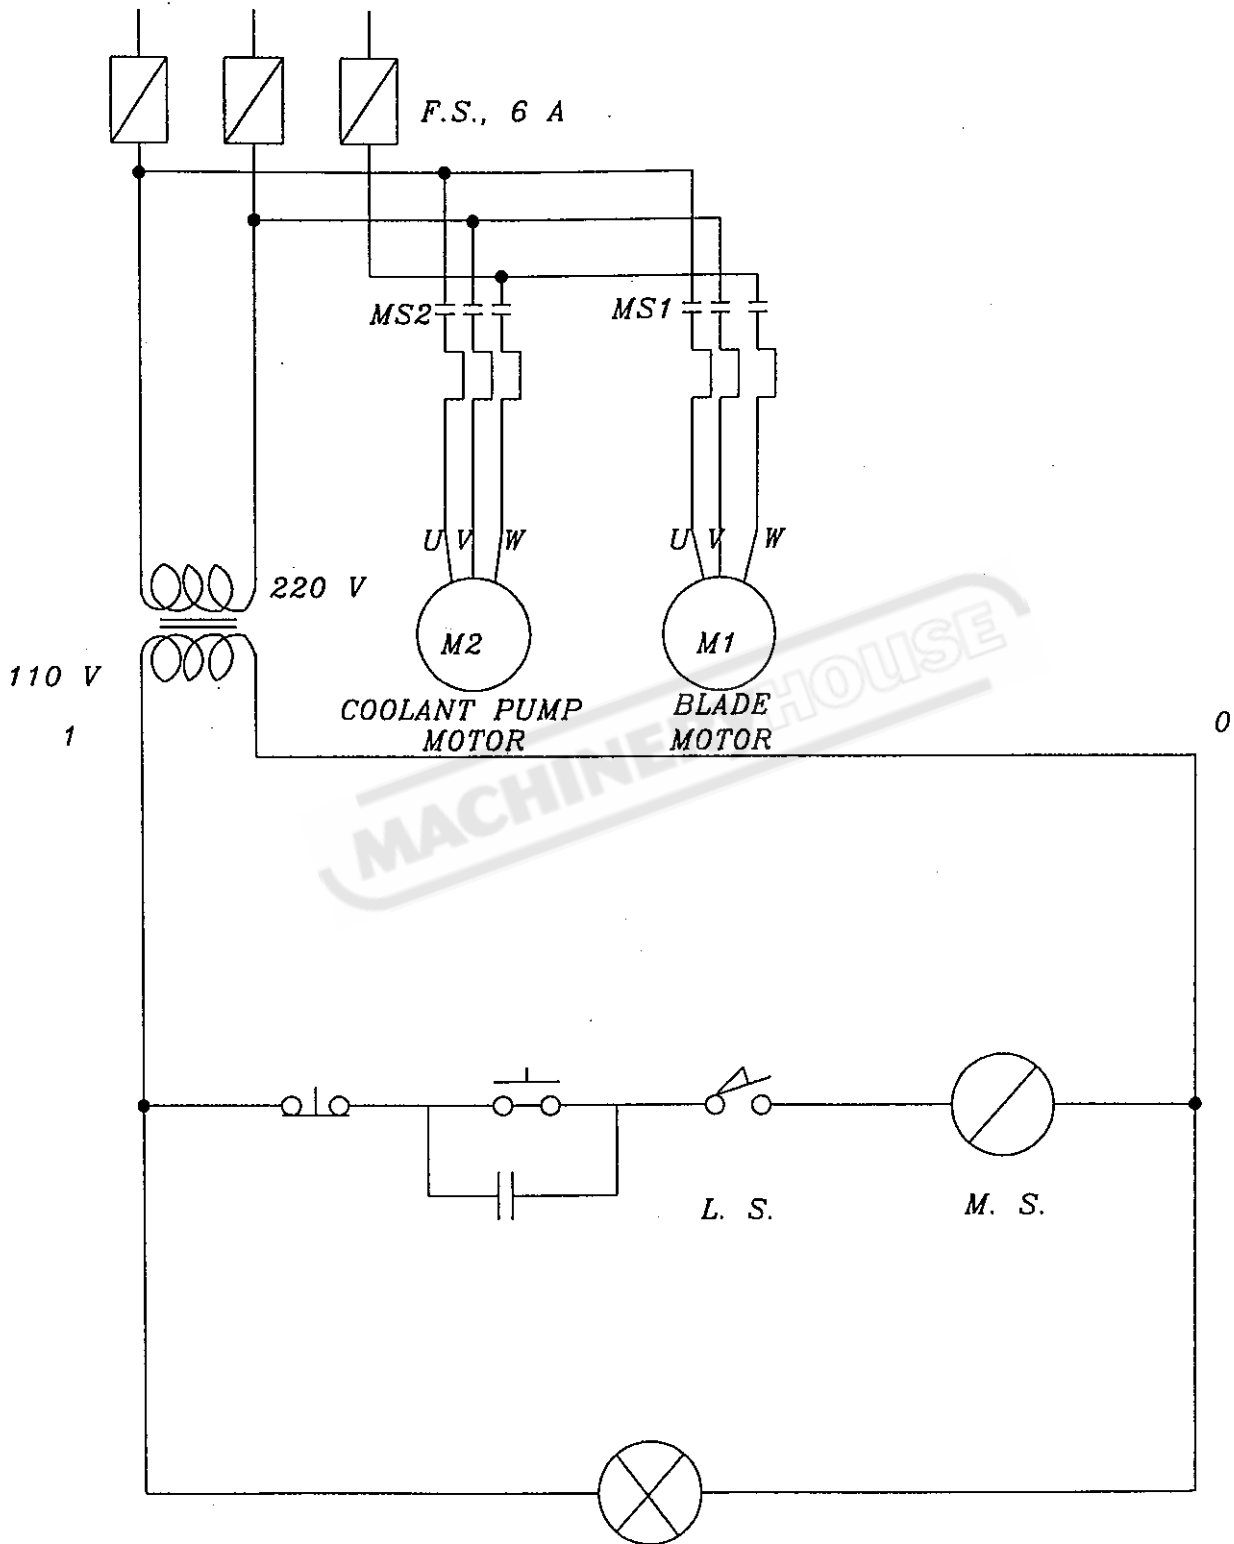 F.S., 6 A
MS2
MS1
U V W
U V W
220 V
M2
M1
110 V
COOLANT PUMP
MOTOR
BLADE
MOTOR
1
0
MACHINERYHOUSE
L. S.
M. S.